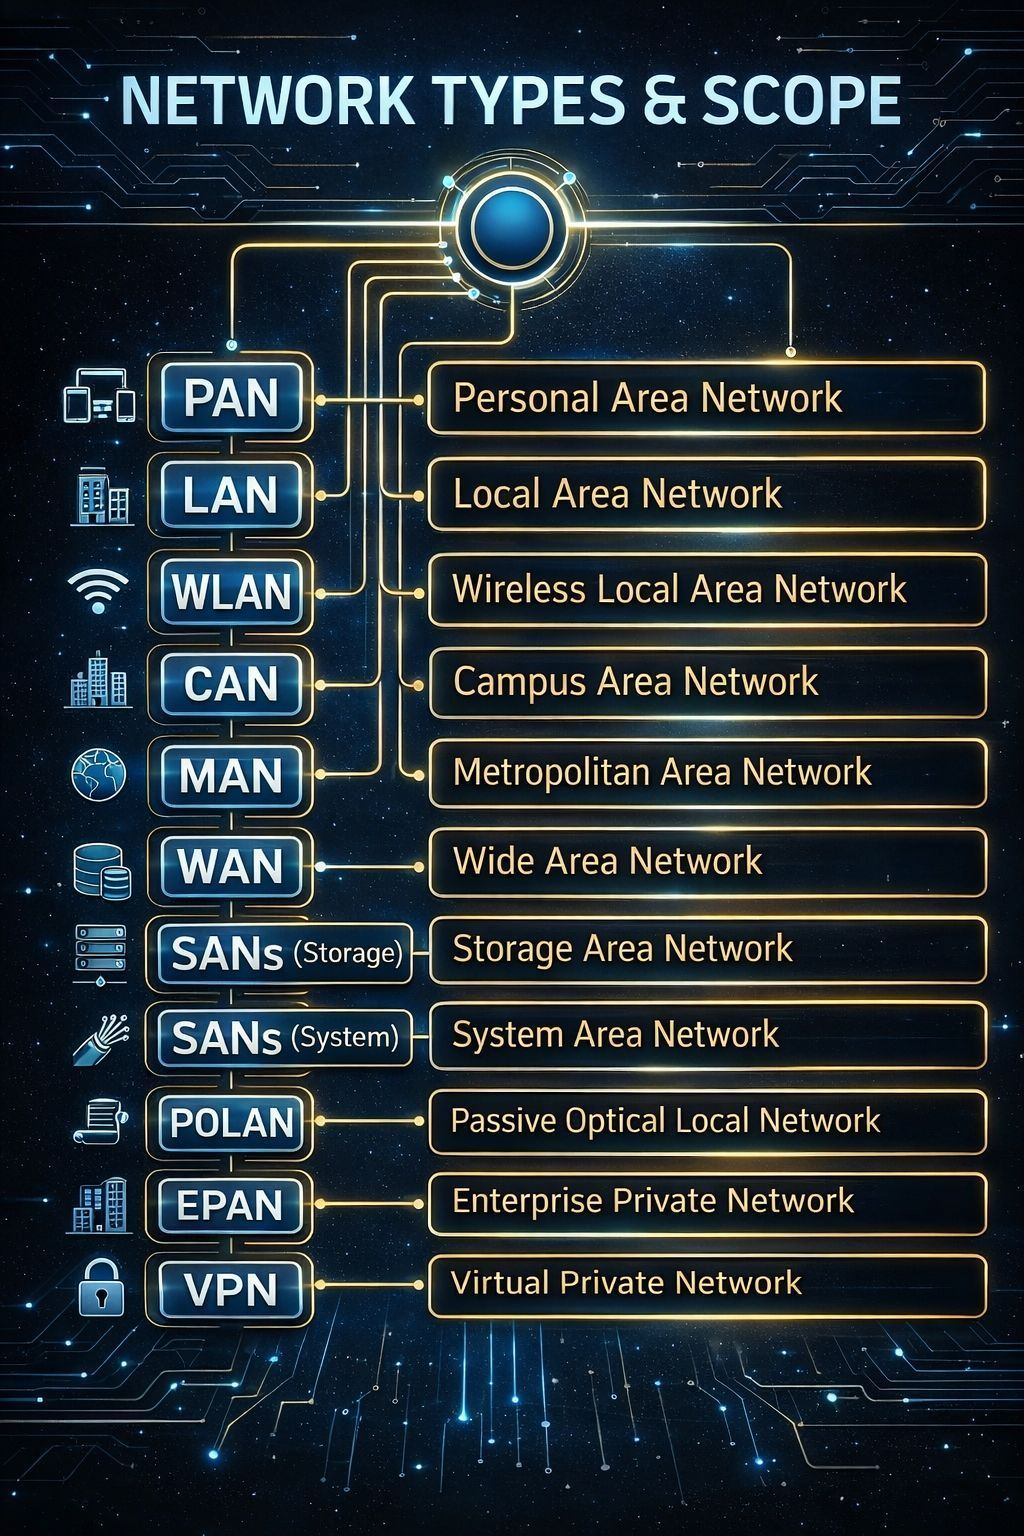 NETWORK TYPES & SCOPE
PAN
Personal Area Network
LAN
Local Area Network
WLAN
Wireless Local Area Network
CAN
Campus Area Network
MAN
Metropolitan Area Network
WAN
Wide Area Network
SANs (Storage)
Storage Area Network
SANs (System)
System Area Network
POLAN
Passive Optical Local Network
EPAN
Enterprise Private Network
VPN
Virtual Private Network